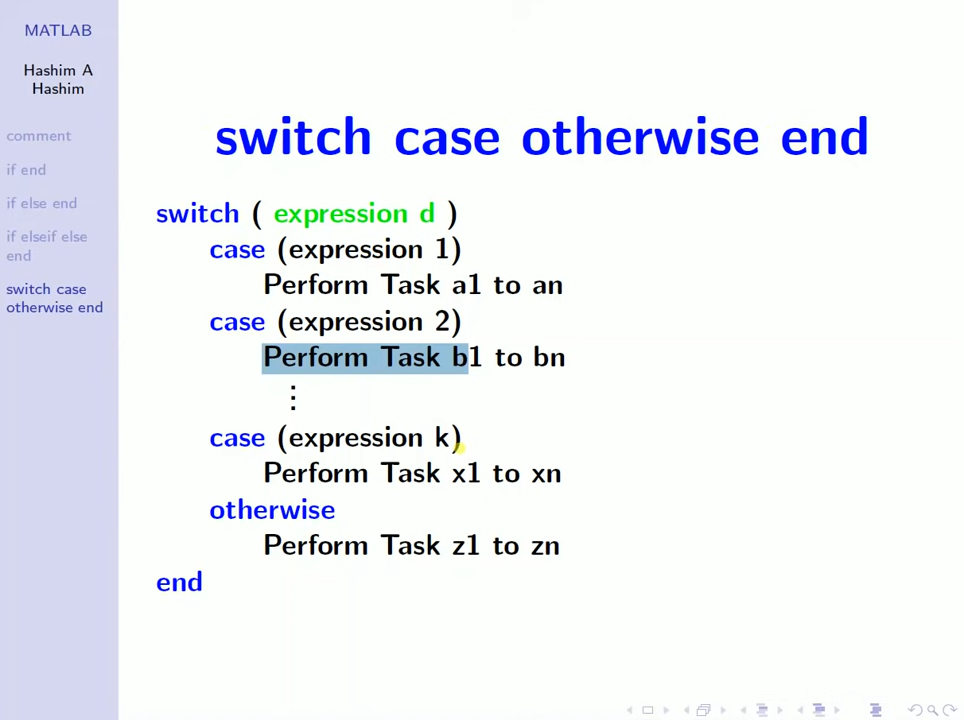 MATLAB
Hashim A
Hashim
comment
if end
if else end
if elseif else
end
switch case
otherwise end
switch case otherwise end
switch ( expression d )
case (expression 1)
Perform Task a1 to an
case (expression 2)
Perform Task b1 to bn
⋮
case (expression k)
Perform Task x1 to xn
otherwise
Perform Task z1 to zn
end